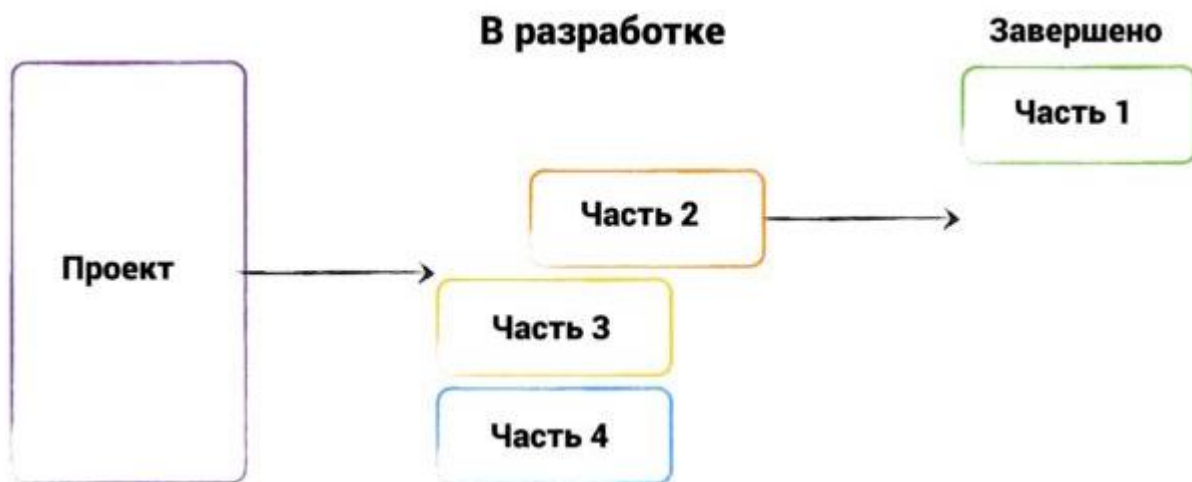 В разработке
Завершено
Часть 1
Часть 2
Проект
Часть 3
Часть 4